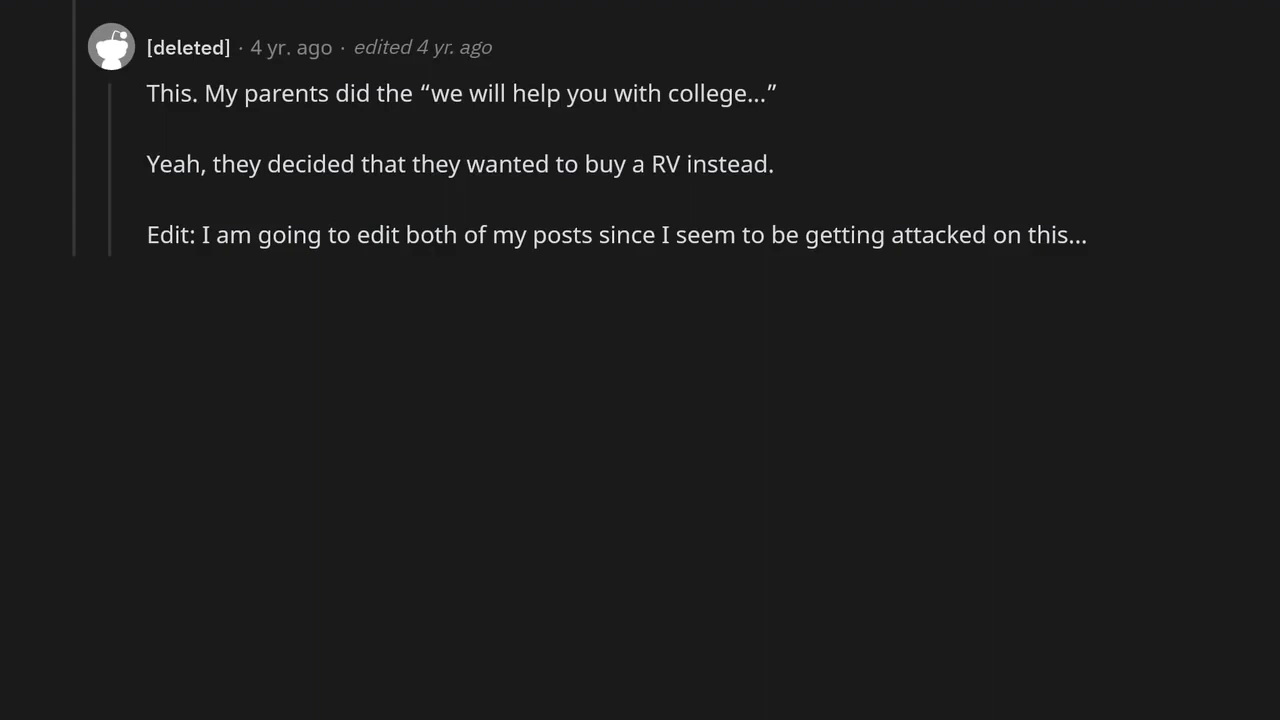 [deleted] · 4 yr. ago · edited 4 yr. ago
This. My parents did the “we will help you with college...”
Yeah, they decided that they wanted to buy a RV instead.
Edit: I am going to edit both of my posts since I seem to be getting attacked on this...